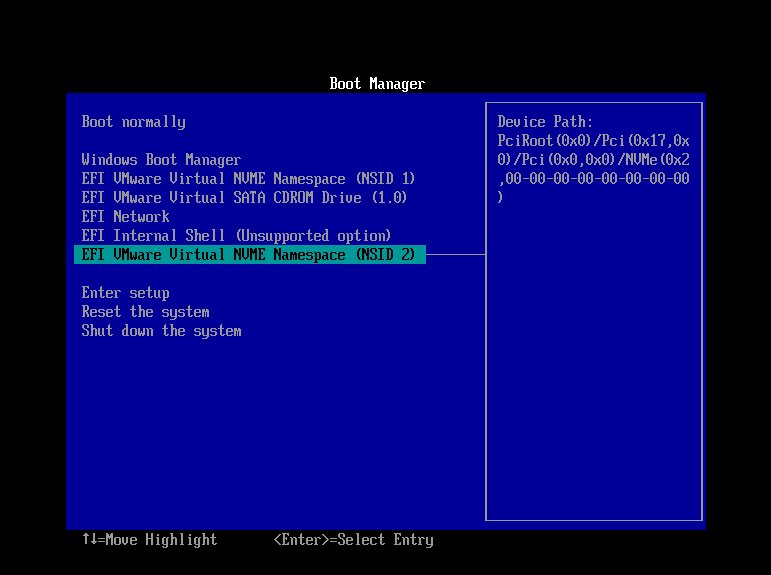 Boot Manager
Boot normally
Windows Boot Manager
EFI VMware Virtual NVME Namespace (NSID 1)
EFI VMware Virtual SATA CDROM Drive (1.0)
EFI Network
EFI Internal Shell (Unsupported option)
EFI VMware Virtual NVME Namespace (NSID 2)
Enter setup
Reset the system
Shut down the system
Device Path:
PciRoot(0x0)/Pci(0x17,0x
0)/Pci(0x0,0x0)/NVMe(0x2
,00-00-00-00-00-00-00-00
)
↑↓=Move Highlight
<Enter>=Select Entry